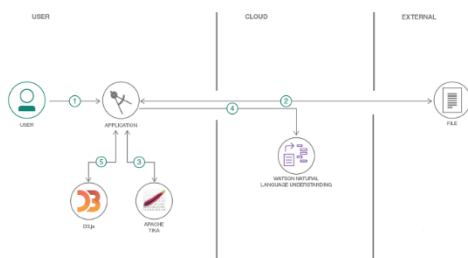 USER
CLOUD
EXTERNAL
1
2
4
USER
APPLICATION
FILE
5
3
WATSON NATURAL
LANGUAGE UNDERSTANDING
D3.js
APACHE
TIKA